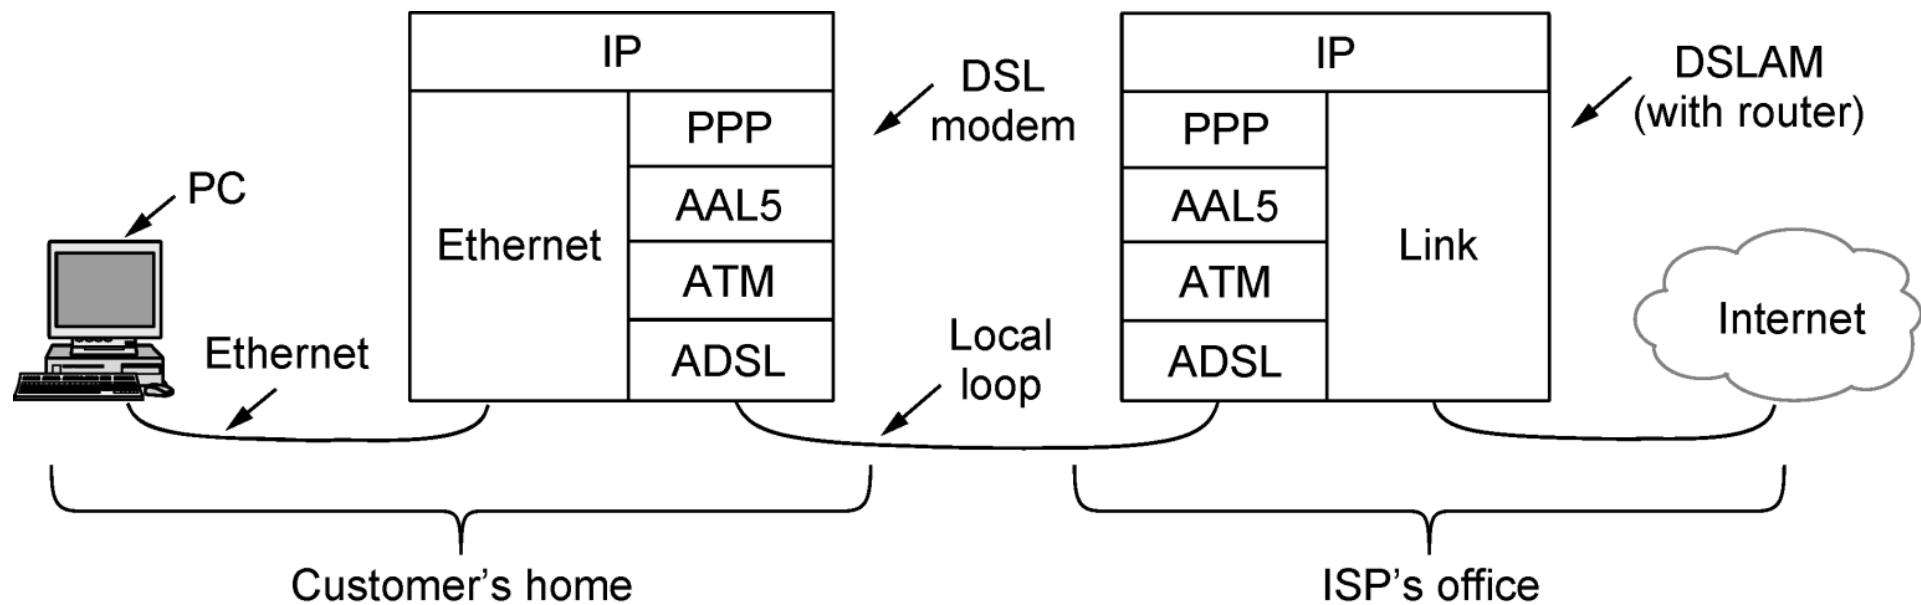 IP
DSL
modem
IP
DSLAM
(with router)
PC
Ethernet
PPP
AAL5
ATM
ADSL
PPP
AAL5
ATM
ADSL
Link
Internet
Ethernet
Local
loop
Customer's home
ISP's office